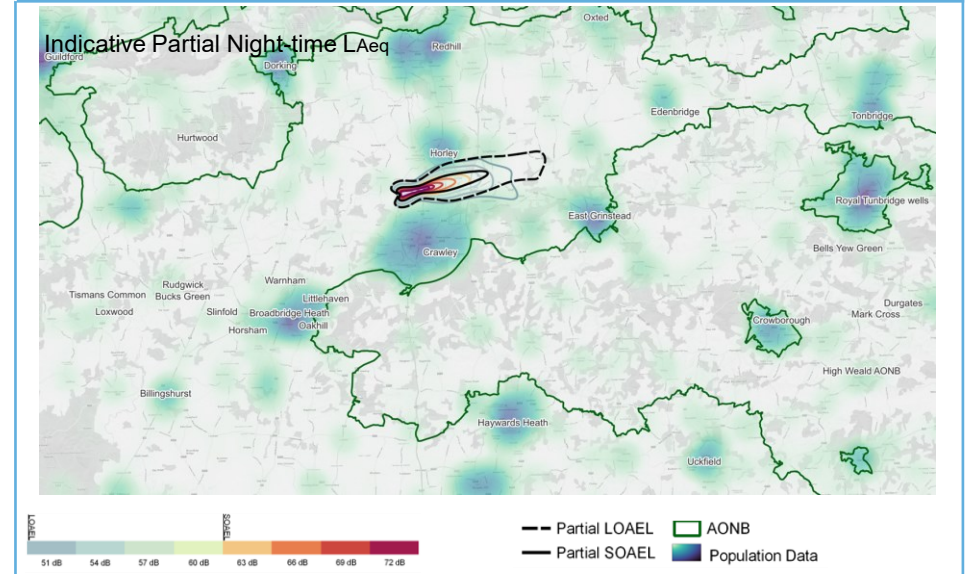 Indicative Partial Night-time LAeq
Oxted
Redhill
Guildford
Dorking
Edenbridge
Tonbridge
Hurtwood
Horley
Royal Tunbridge wells
East Grinstead
Bells Yew Green
Crawley
Warnham
Rudgwick
Tismans Common
Bucks Green
Littlehaven
Durgates
Loxwood
Slinfold
Broadbridge Heath
Mark Cross
Crowborough
Horsham
Oakhill
High Weald AONB
Billingshurst
Haywards Heath
Uckfield
LOAEL
SOAEL
51 dB
54 dB
57 dB
60 dB
63 dB
66 dB
69 dB
72 dB
Partial LOAEL
AONB
Partial SOAEL
Population Data